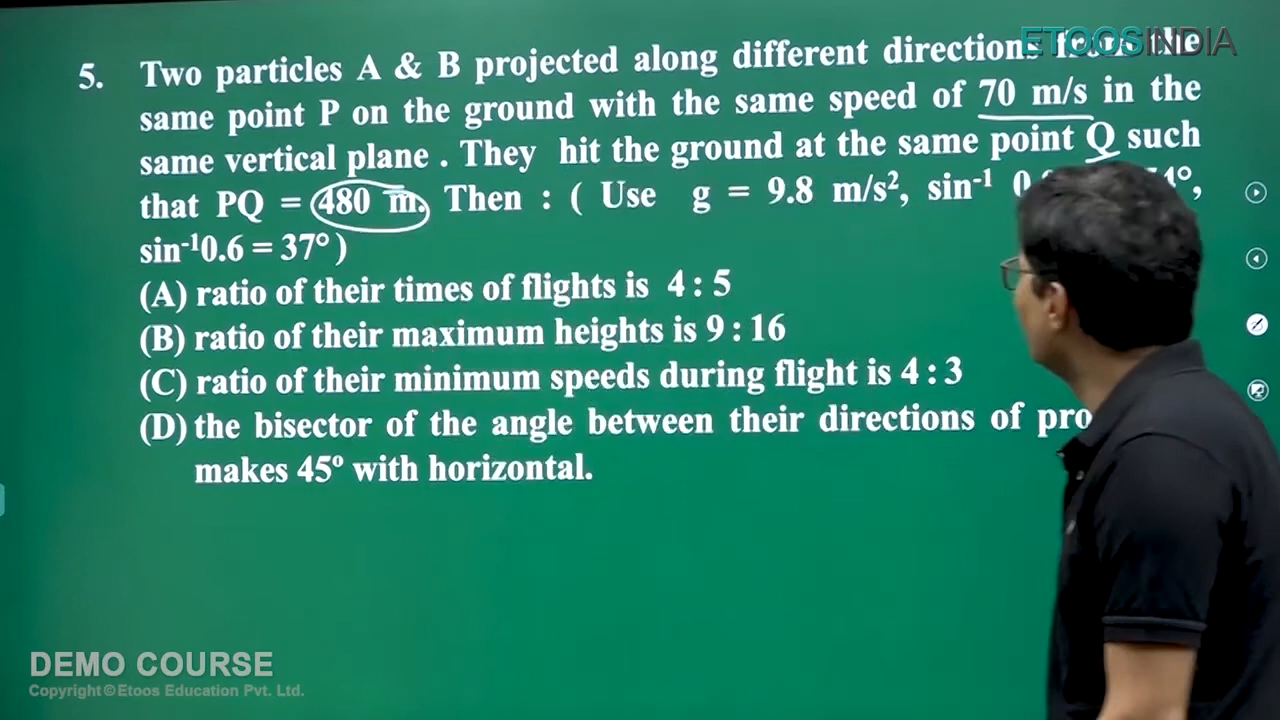 ETOOSINDIA
5. Two particles A & B projected along different directions from the
same point P on the ground with the same speed of 70 m/s in the
same vertical plane . They hit the ground at the same point Q such
that PQ = 480 m. Then : ( Use g = 9.8 m/s², sin⁻¹
sin⁻¹0.6 = 37° )
(A) ratio of their times of flights is 4 : 5
(B) ratio of their maximum heights is 9 : 16
(C) ratio of their minimum speeds during flight is 4 : 3
(D) the bisector of the angle between their directions of
makes 45º with horizontal.
DEMO COURSE
Copyright © Etoos Education Pvt. Ltd.